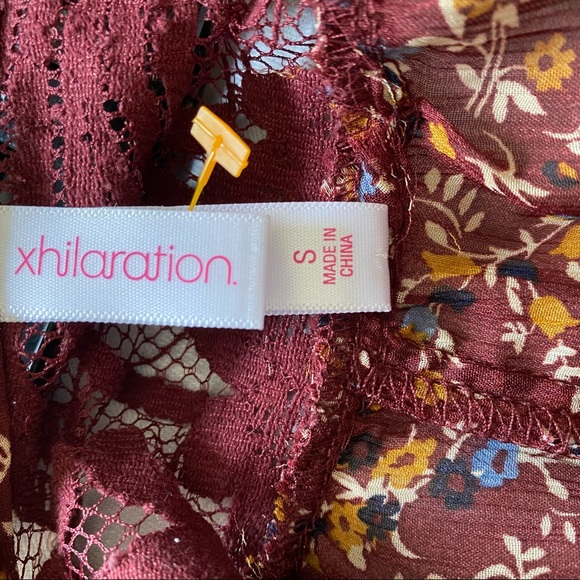 xhilaration.
S
MADE IN
CHINA